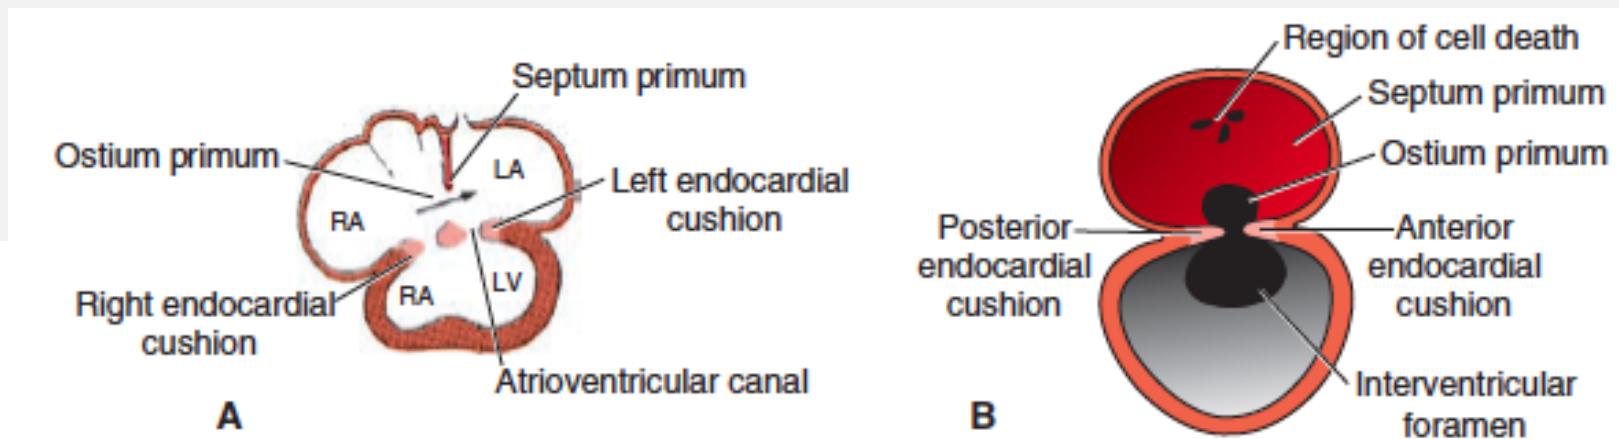 Septum primum
Ostium primum
LA
Left endocardial
cushion
RA
LV
RA
Right endocardial
cushion
Atrioventricular canal
A
Region of cell death
Septum primum
Ostium primum
Posterior
endocardial
cushion
Anterior
endocardial
cushion
Interventricular
foramen
B